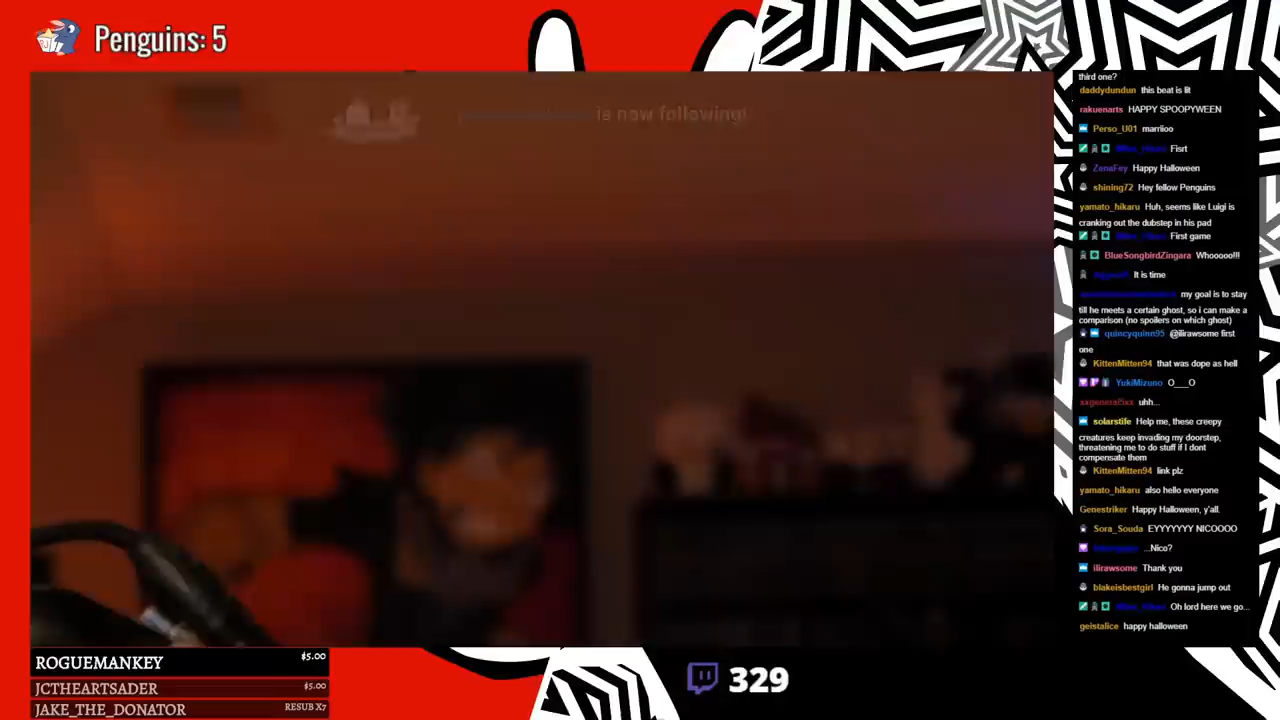 Penguins: 5
is now following!
third one?
daddydundun this beat is lit
rakuenarts HAPPY SPOOPYWEEN
Perso_U01 marriioo
Fisrt
ZenaFey Happy Halloween
shining72 Hey fellow Penguins
yamato_hikaru Huh, seems like Luigi is
cranking out the dubstep in his pad
First game
BlueSongbirdZingara Whooooo!!!
It is time
my goal is to stay
till he meets a certain ghost, so i can make a
comparison (no spoilers on which ghost)
quincyquinn95 @ilirawsome first
one
KittenMitten94 that was dope as hell
YukiMizuno O___O
xxgeneral5xx uhh...
solarstife Help me, these creepy
creatures keep invading my doorstep,
threatening me to do stuff if I dont
compensate them
KittenMitten94 link plz
yamato_hikaru also hello everyone
Genestriker Happy Halloween, y'all.
Sora_Souda EYYYYYYY NICOOOO
...Nico?
ilirawsome Thank you
blakeisbestgirl He gonna jump out
Oh lord here we go...
geistalice happy halloween
ROGUEMANKEY $5.00
JCTHEARTSADER $5.00
JAKE_THE_DONATOR RESUB X7
329